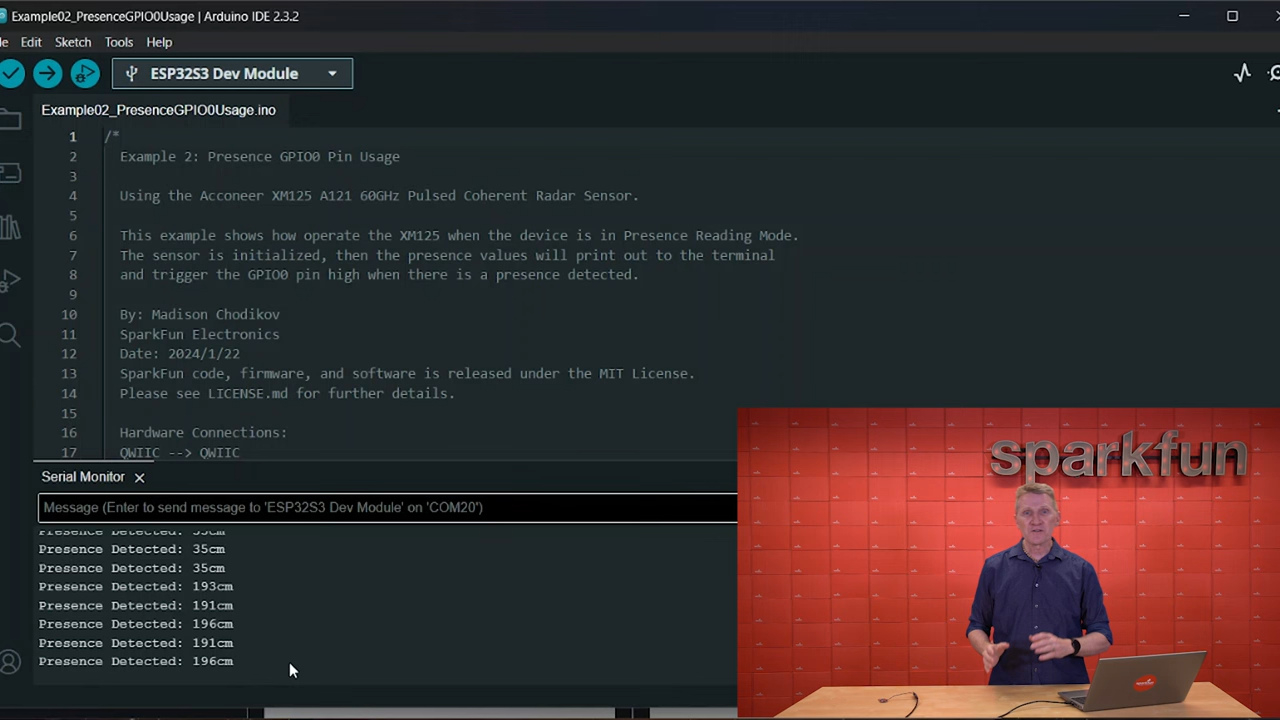 Example02_PresenceGPIO0Usage | Arduino IDE 2.3.2
Edit Sketch Tools Help
ESP32S3 Dev Module
Example02_PresenceGPIO0Usage.ino
1 /*
2 Example 2: Presence GPIO0 Pin Usage
3
4 Using the Acconeer XM125 A121 60GHz Pulsed Coherent Radar Sensor.
5
6 This example shows how operate the XM125 when the device is in Presence Reading Mode.
7 The sensor is initialized, then the presence values will print out to the terminal
8 and trigger the GPIO0 pin high when there is a presence detected.
9
10 By: Madison Chodikov
11 SparkFun Electronics
12 Date: 2024/1/22
13 SparkFun code, firmware, and software is released under the MIT License.
14 Please see LICENSE.md for further details.
15
16 Hardware Connections:
17 QWIIC --> QWIIC
Serial Monitor
Message (Enter to send message to 'ESP32S3 Dev Module' on 'COM20')
Presence Detected: 35cm
Presence Detected: 35cm
Presence Detected: 193cm
Presence Detected: 191cm
Presence Detected: 196cm
Presence Detected: 191cm
Presence Detected: 196cm
sparkfun